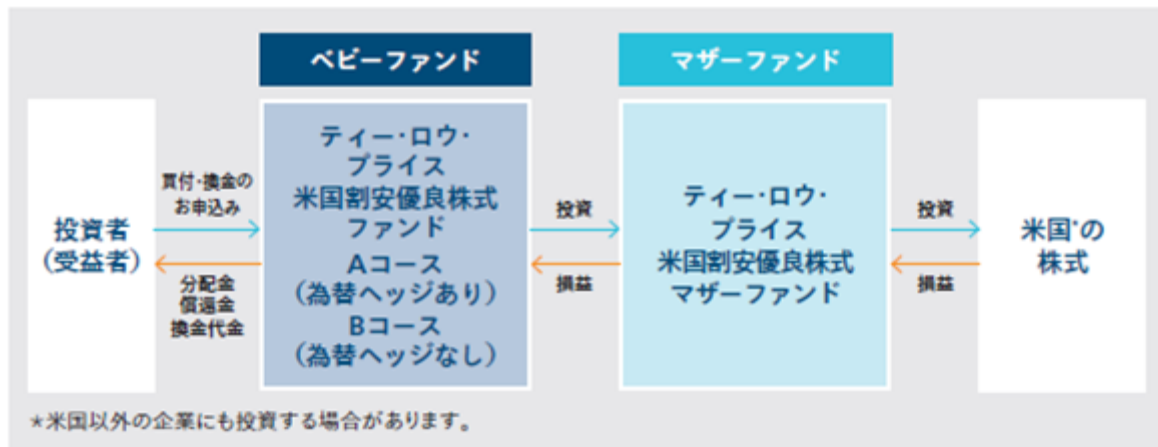 ベビーファンド
マザーファンド
投資者
(受益者)
買付・換金の
お申込み
分配金
償還金
換金代金
ティー・ロウ・
プライス
米国割安優良株式
ファンド
Aコース
(為替ヘッジあり)
Bコース
(為替ヘッジなし)
投資
損益
ティー・ロウ・
プライス
米国割安優良株式
マザーファンド
投資
損益
米国*の
株式
*米国以外の企業にも投資する場合があります。